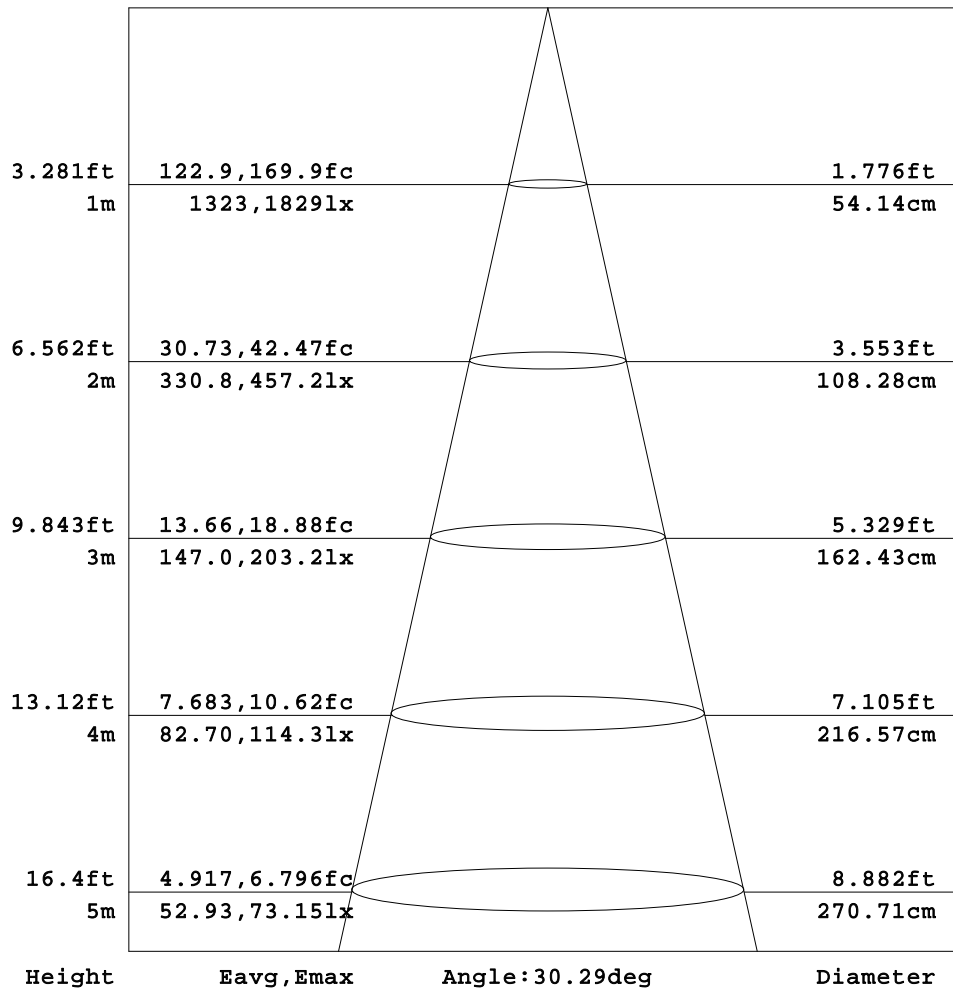 3.281ft 122.9,169.9fc 1.776ft
1m 1323,1829lx 54.14cm
6.562ft 30.73,42.47fc 3.553ft
2m 330.8,457.2lx 108.28cm
9.843ft 13.66,18.88fc 5.329ft
3m 147.0,203.2lx 162.43cm
13.12ft 7.683,10.62fc 7.105ft
4m 82.70,114.3lx 216.57cm
16.4ft 4.917,6.796fc 8.882ft
5m 52.93,73.15lx 270.71cm
Height Eavg,Emax Angle:30.29deg Diameter